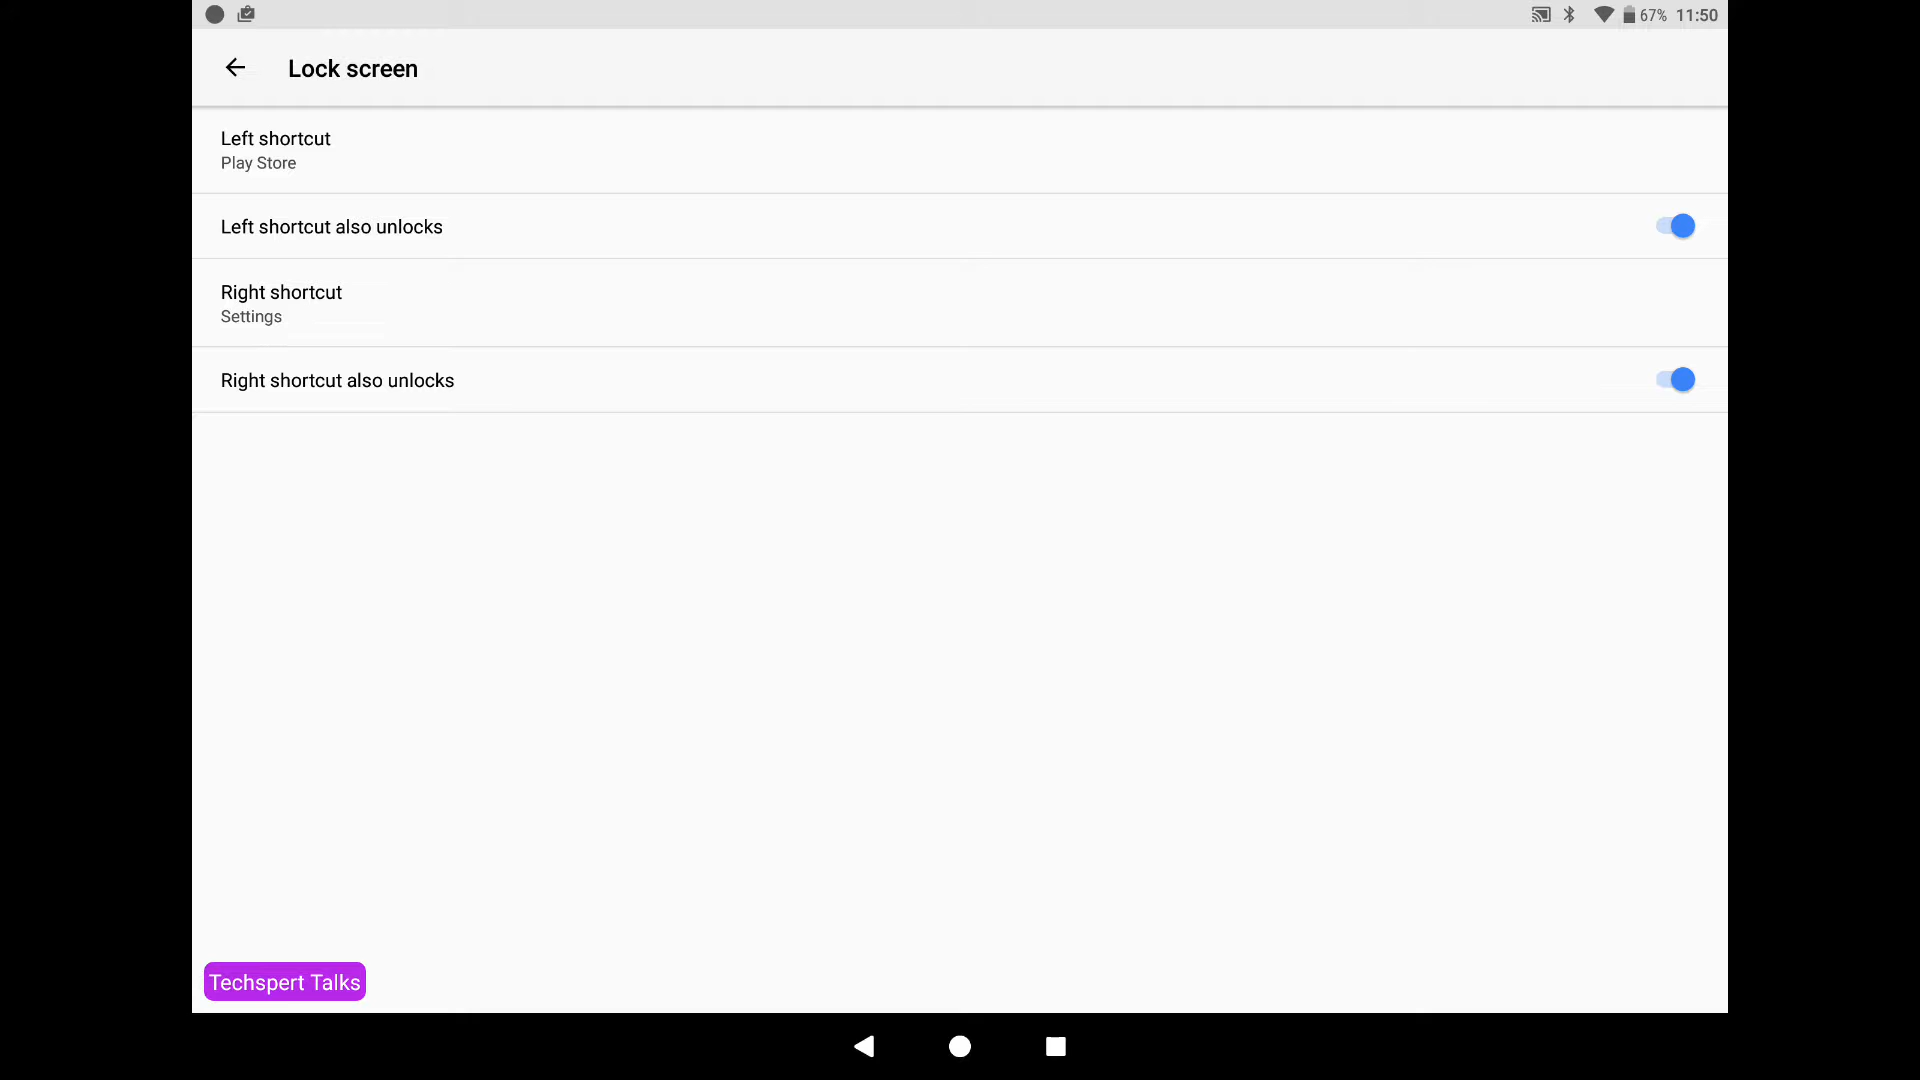 67% 11:50
Lock screen
Left shortcut
Play Store
Left shortcut also unlocks
Right shortcut
Settings
Right shortcut also unlocks
Techspert Talks